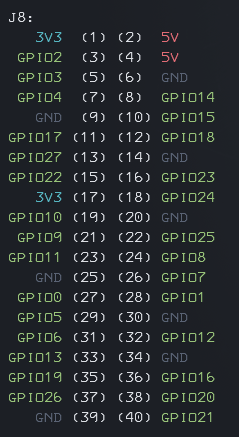 J8:
3V3 (1) (2) 5V
GPIO2 (3) (4) 5V
GPIO3 (5) (6) GND
GPIO4 (7) (8) GPIO14
GND (9) (10) GPIO15
GPIO17 (11) (12) GPIO18
GPIO27 (13) (14) GND
GPIO22 (15) (16) GPIO23
3V3 (17) (18) GPIO24
GPIO10 (19) (20) GND
GPIO9 (21) (22) GPIO25
GPIO11 (23) (24) GPIO8
GND (25) (26) GPIO7
GPIO0 (27) (28) GPIO1
GPIO5 (29) (30) GND
GPIO6 (31) (32) GPIO12
GPIO13 (33) (34) GND
GPIO19 (35) (36) GPIO16
GPIO26 (37) (38) GPIO20
GND (39) (40) GPIO21